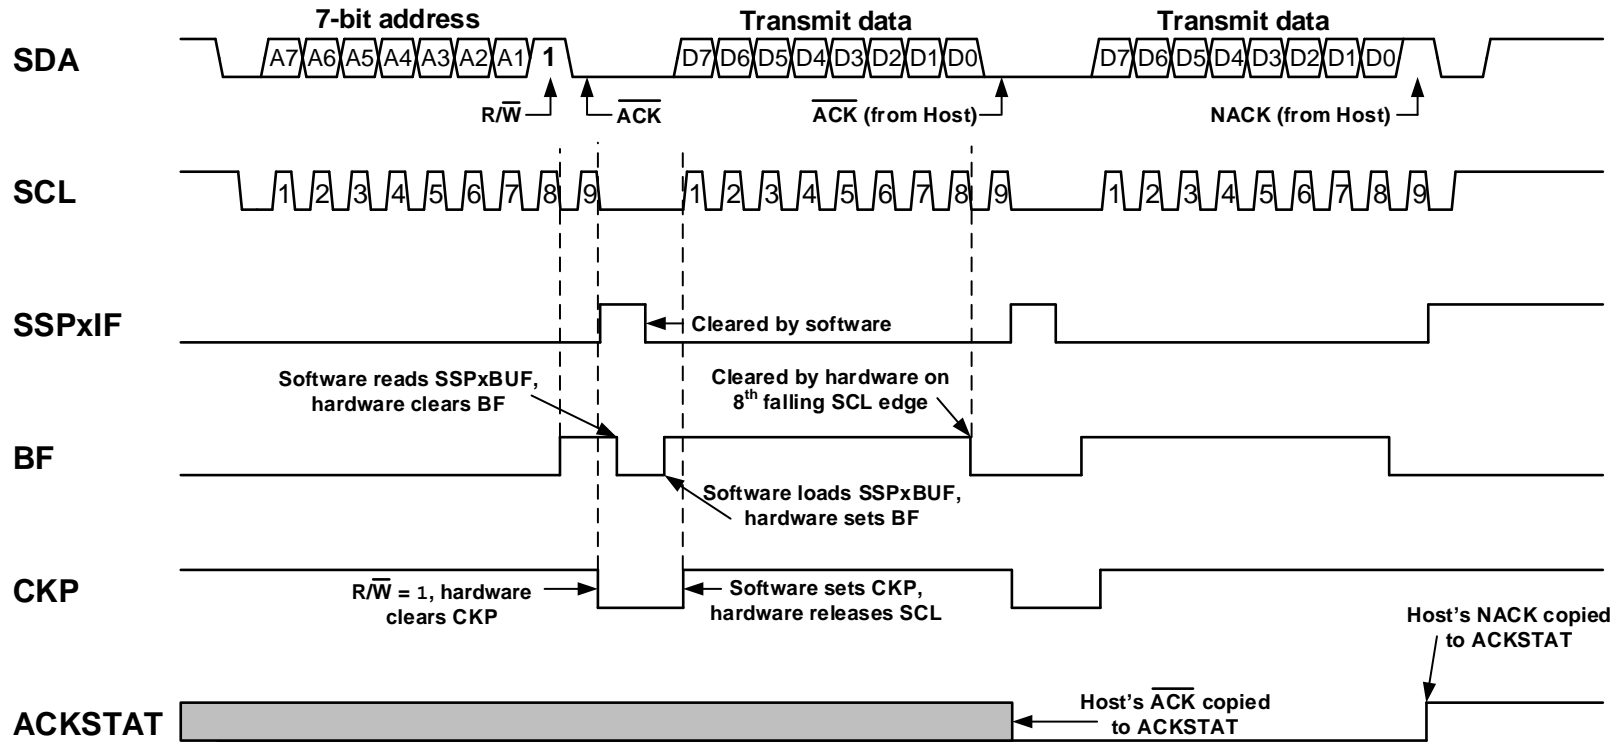 7-bit address Transmit data Transmit data
SDA A7 A6 A5 A4 A3 A2 A1 1 D7 D6 D5 D4 D3 D2 D1 D0 D7 D6 D5 D4 D3 D2 D1 D0
R/W̅ A̅C̅K̅ A̅C̅K̅ (from Host) NACK (from Host)
SCL 1 2 3 4 5 6 7 8 9 1 2 3 4 5 6 7 8 9 1 2 3 4 5 6 7 8 9
SSPxIF
Cleared by software
Software reads SSPxBUF,
hardware clears BF
Cleared by hardware on
8th falling SCL edge
BF
Software loads SSPxBUF,
hardware sets BF
CKP
R/W̅ = 1, hardware
clears CKP
Software sets CKP,
hardware releases SCL
Host's NACK copied
to ACKSTAT
ACKSTAT
Host's A̅C̅K̅ copied
to ACKSTAT